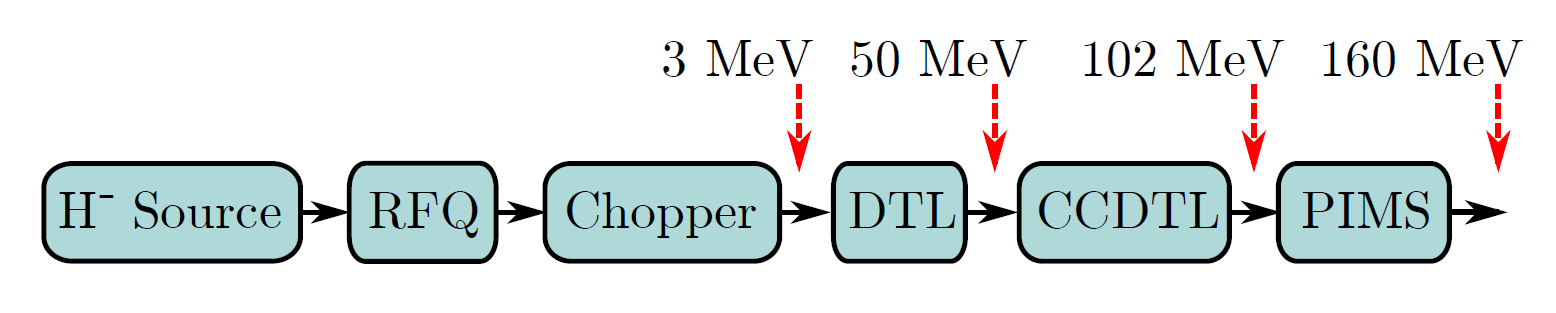 3 MeV 50 MeV 102 MeV 160 MeV
H⁻ Source RFQ Chopper DTL CCDTL PIMS